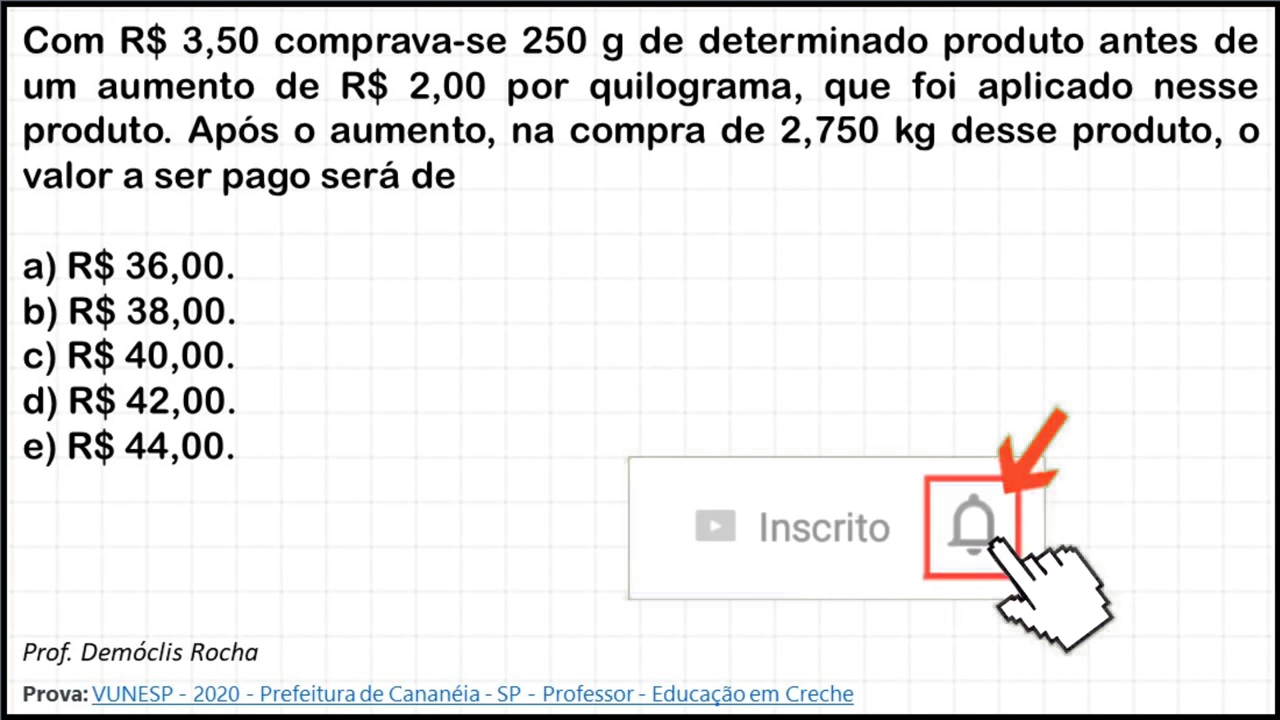 Com R$ 3,50 comprava-se 250 g de determinado produto antes de
um aumento de R$ 2,00 por quilograma, que foi aplicado nesse
produto. Após o aumento, na compra de 2,750 kg desse produto, o
valor a ser pago será de
a) R$ 36,00.
b) R$ 38,00.
c) R$ 40,00.
d) R$ 42,00.
e) R$ 44,00.
Inscrito
Prof. Demóclis Rocha
Prova: VUNESP - 2020 - Prefeitura de Cananéia - SP - Professor - Educação em Creche